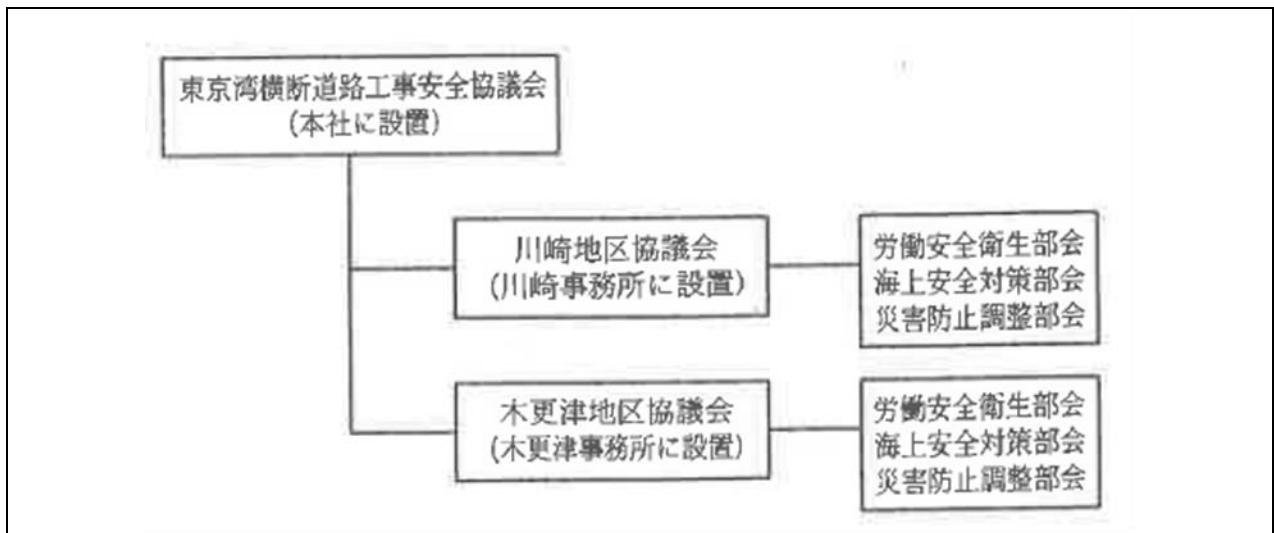 東京湾横断道路工事安全協議会
(本社に設置)
川崎地区協議会
(川崎事務所に設置)
労働安全衛生部会
海上安全対策部会
災害防止調整部会
木更津地区協議会
(木更津事務所に設置)
労働安全衛生部会
海上安全対策部会
災害防止調整部会